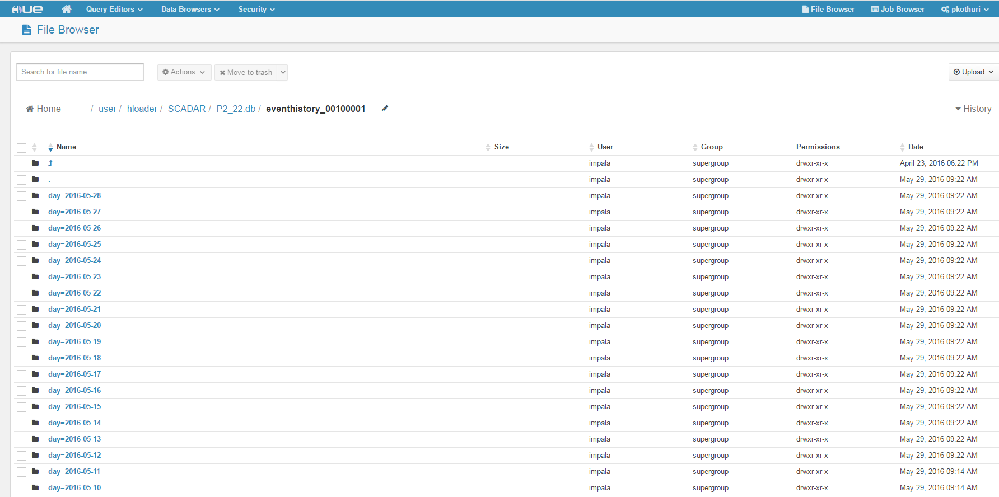 HUE Query Editors Data Browsers Security File Browser Job Browser pkothuri
File Browser
Search for file name Actions Move to trash Upload
Home / user / hloader / SCADAR / P2_22.db / eventhistory_00100001 History
Name Size User Group Permissions Date
impala supergroup drwxr-xr-x April 23, 2016 06:22 PM
. impala supergroup drwxr-xr-x May 29, 2016 09:22 AM
day=2016-05-28 impala supergroup drwxr-xr-x May 29, 2016 09:22 AM
day=2016-05-27 impala supergroup drwxr-xr-x May 29, 2016 09:22 AM
day=2016-05-26 impala supergroup drwxr-xr-x May 29, 2016 09:22 AM
day=2016-05-25 impala supergroup drwxr-xr-x May 29, 2016 09:22 AM
day=2016-05-24 impala supergroup drwxr-xr-x May 29, 2016 09:22 AM
day=2016-05-23 impala supergroup drwxr-xr-x May 29, 2016 09:22 AM
day=2016-05-22 impala supergroup drwxr-xr-x May 29, 2016 09:22 AM
day=2016-05-21 impala supergroup drwxr-xr-x May 29, 2016 09:22 AM
day=2016-05-20 impala supergroup drwxr-xr-x May 29, 2016 09:22 AM
day=2016-05-19 impala supergroup drwxr-xr-x May 29, 2016 09:22 AM
day=2016-05-18 impala supergroup drwxr-xr-x May 29, 2016 09:22 AM
day=2016-05-17 impala supergroup drwxr-xr-x May 29, 2016 09:22 AM
day=2016-05-16 impala supergroup drwxr-xr-x May 29, 2016 09:22 AM
day=2016-05-15 impala supergroup drwxr-xr-x May 29, 2016 09:22 AM
day=2016-05-14 impala supergroup drwxr-xr-x May 29, 2016 09:22 AM
day=2016-05-13 impala supergroup drwxr-xr-x May 29, 2016 09:22 AM
day=2016-05-12 impala supergroup drwxr-xr-x May 29, 2016 09:22 AM
day=2016-05-11 impala supergroup drwxr-xr-x May 29, 2016 09:14 AM
day=2016-05-10 impala supergroup drwxr-xr-x May 29, 2016 09:14 AM